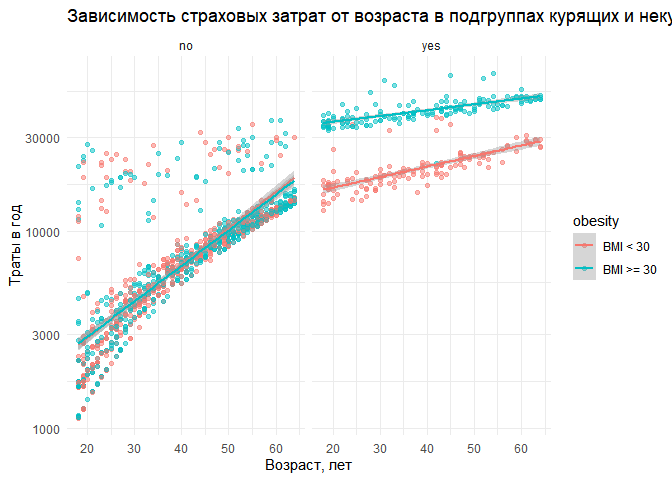 Зависимость страховых затрат от возраста в подгруппах курящих и неку
no
yes
30000
10000
3000
1000
Траты в год
20 30 40 50 60
20 30 40 50 60
Возраст, лет
obesity
BMI < 30
BMI >= 30